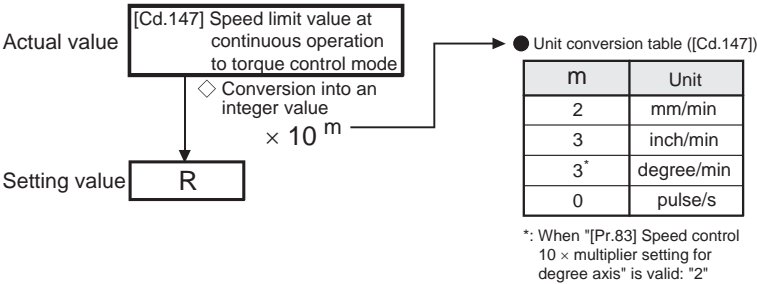 Actual value
[Cd.147] Speed limit value at
continuous operation
to torque control mode
◇ Conversion into an
integer value
× 10 m
Setting value
R
● Unit conversion table ([Cd.147])
m Unit
2 mm/min
3 inch/min
3* degree/min
0 pulse/s
*: When "[Pr.83] Speed control
10 × multiplier setting for
degree axis" is valid: "2"